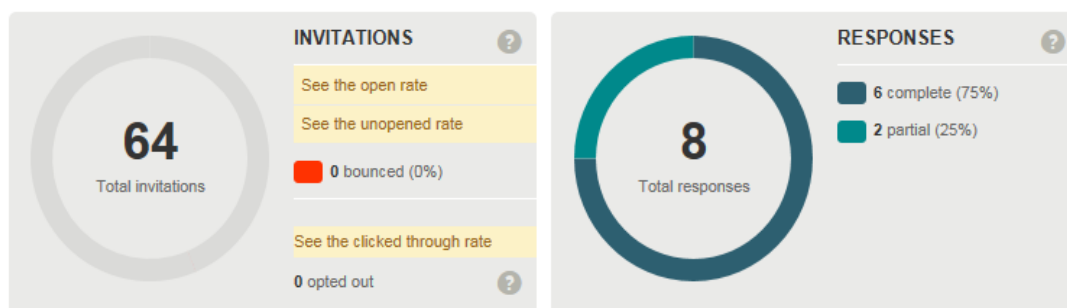 INVITATIONS
?
See the open rate
See the unopened rate
64
Total invitations
0 bounced (0%)
See the clicked through rate
0 opted out
?
RESPONSES
?
6 complete (75%)
2 partial (25%)
8
Total responses